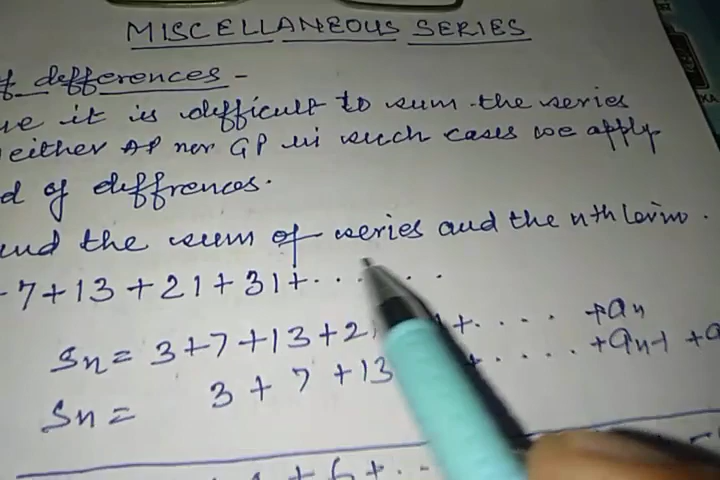 MISCELLANEOUS SERIES
of differences -
it is difficult to sum the series
either AP nor GP in such cases we apply
of diffrences.
the sum of series and the nth term.
7+13+21+31+.......
Sn = 3+7+13+2 +.... +an
Sn = 3 + 7 +13 +..... +an-1 +a